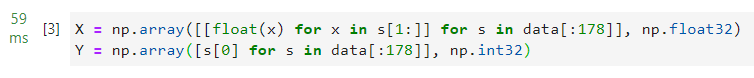 59
ms
[3] X = np.array([[float(x) for x in s[1:]] for s in data[:178]], np.float32)
Y = np.array([s[0] for s in data[:178]], np.int32)